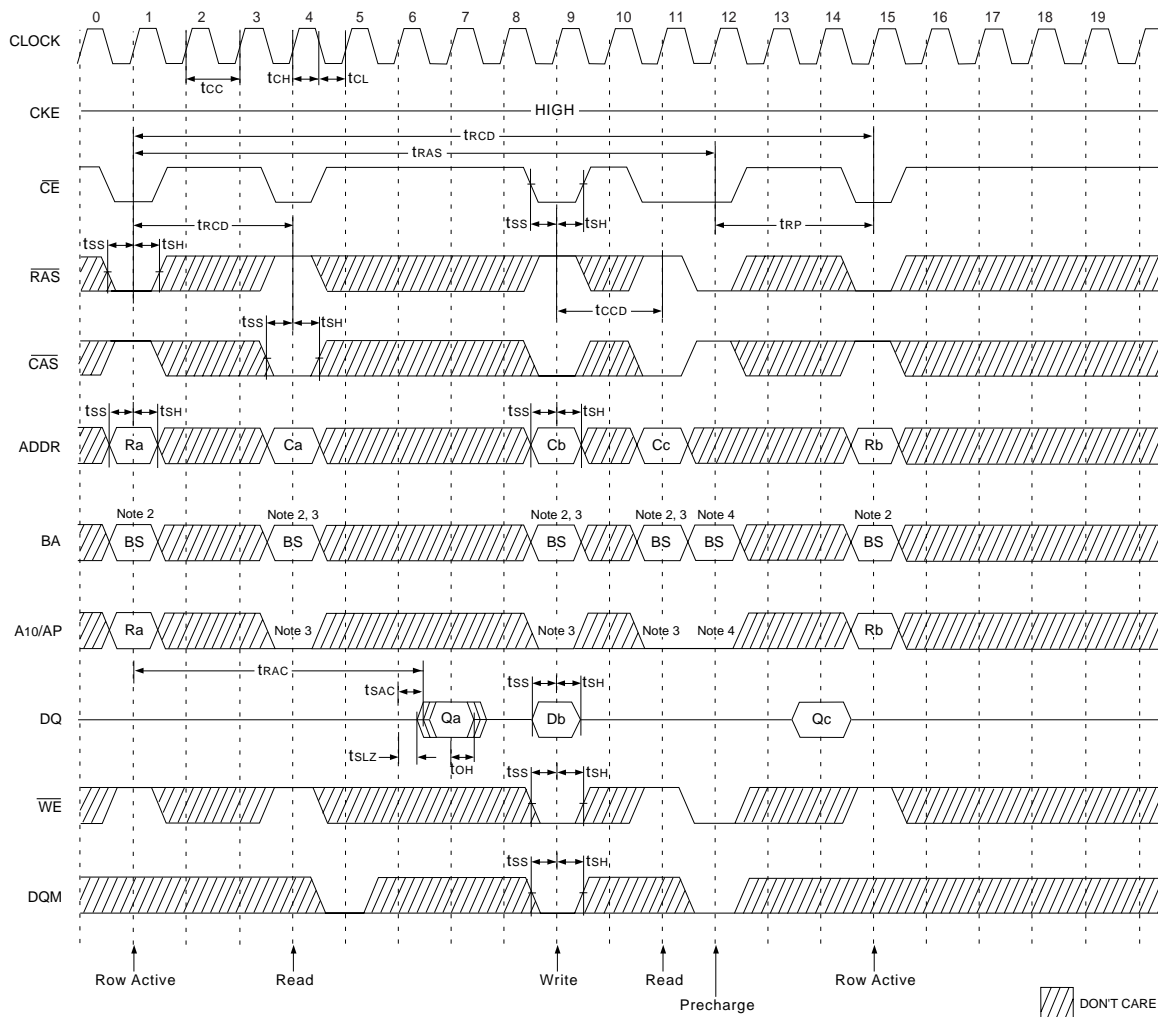 0 1 2 3 4 5 6 7 8 9 10 11 12 13 14 15 16 17 18 19
CLOCK
tCC tCH tCL
CKE HIGH
tRCD
tRAS
CE
tSS tSH tRCD tSS tSH tRP
RAS
tSS tSH tCCD
CAS
tSS tSH tSS tSH
ADDR Ra Ca Cb Cc Rb
Note 2 Note 2, 3 Note 2, 3 Note 2, 3 Note 4 Note 2
BA BS BS BS BS BS BS
A10/AP Ra Note 3 Note 3 Note 3 Note 4 Rb
tRAC
tSAC tSS tSH
DQ Qa Db Qc
tSLZ tOH tSS tSH
WE
tSS tSH
DQM
Row Active Read Write Read Row Active
Precharge
DON'T CARE